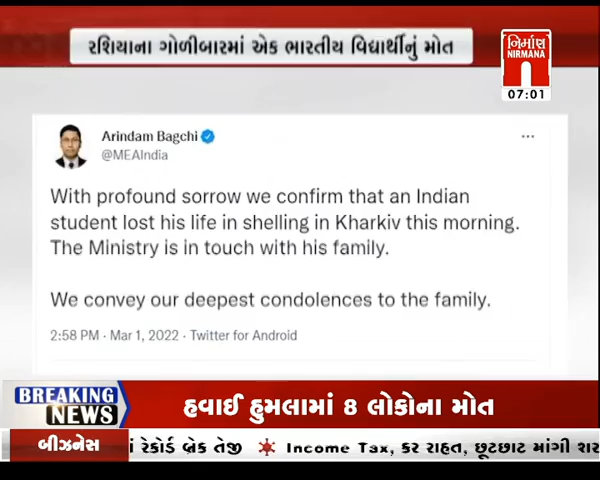 રશિયાના ગોળીબારમાં એક ભારતીય વિદ્યાર્થીનું મોત
નિર્માણ
NIRMANA
07:01
Arindam Bagchi
@MEAIndia
With profound sorrow we confirm that an Indian
student lost his life in shelling in Kharkiv this morning.
The Ministry is in touch with his family.
We convey our deepest condolences to the family.
2:58 PM · Mar 1, 2022 · Twitter for Android
BREAKING
NEWS
હવાઈ હુમલામાં 8 લોકોના મોત
બીઝનેસ
માં રેકોર્ડ બ્રેક તેજી Income Tax, કર રાહત, છૂટછાટ માંગી